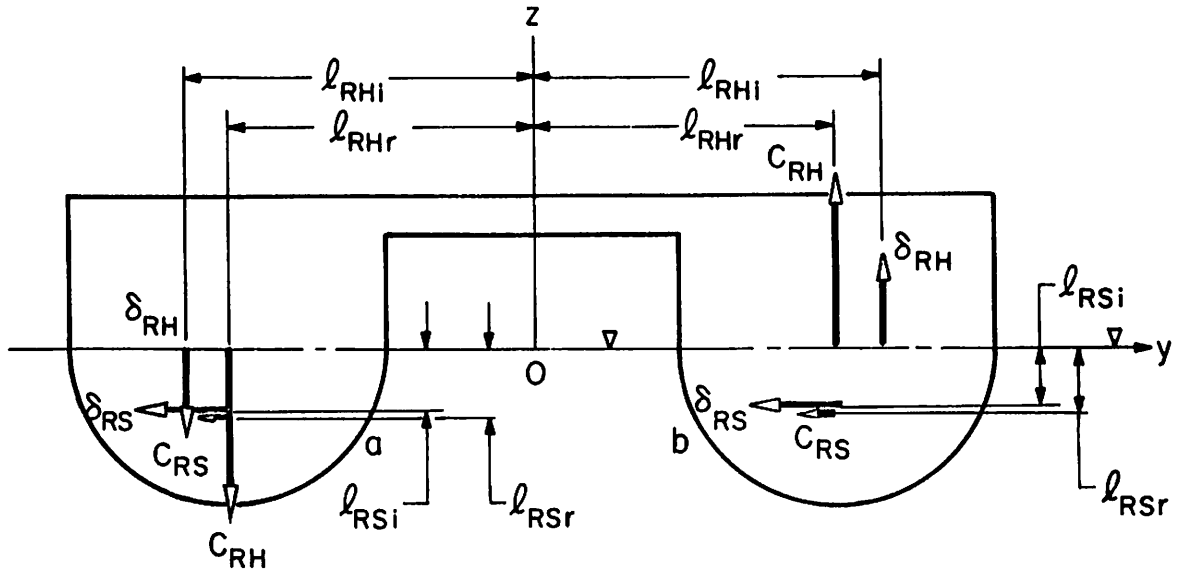 z
ℓRHi ℓRHi
ℓRHr ℓRHr
CRH
δRH
ℓRSi
δRH
O
y
δRS
δRS
CRS
CRS
a
b
ℓRSi
ℓRSr
ℓRSr
CRH